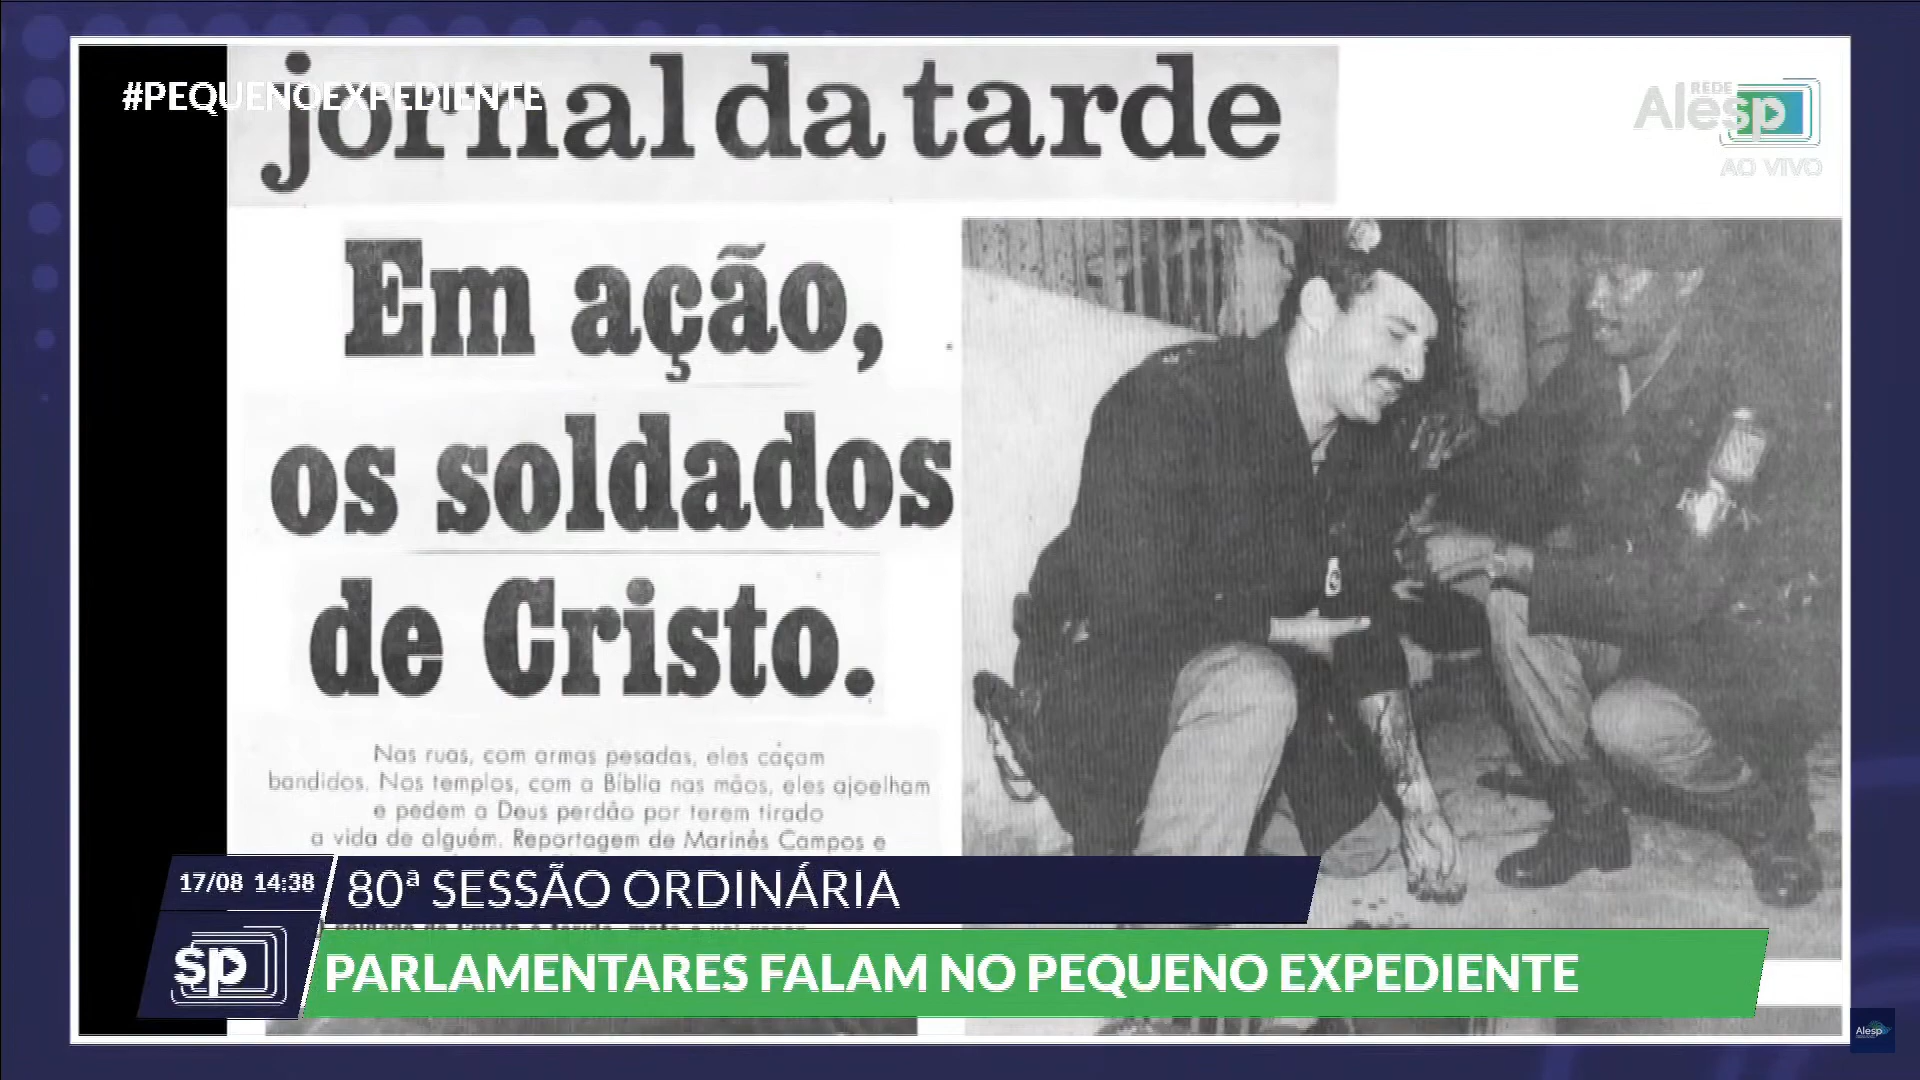 #PEQUENOEXPEDIENTE
jornal da tarde
REDE
Alesp
AO VIVO
Em ação,
os soldados
de Cristo.
Nas ruas, com armas pesadas, eles caçam
bandidos. Nos templos, com a Bíblia nas mãos, eles ajoelham
e pedem a Deus perdão por terem tirado
a vida de alguém. Reportagem de Marinês Campos e
17/08 14:38
80ª SESSÃO ORDINÁRIA
sp
PARLAMENTARES FALAM NO PEQUENO EXPEDIENTE
Alesp